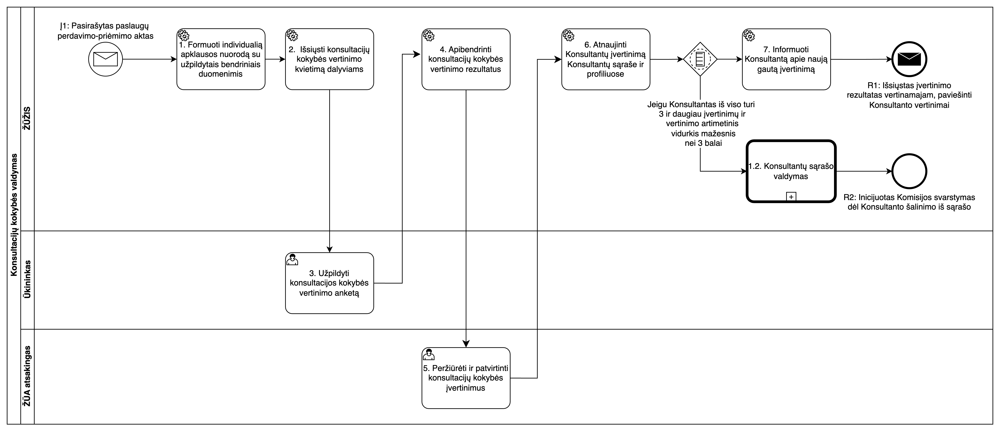 Konsultacijų kokybės valdymas
ŽŪŽIS
Į1: Pasirašytas paslaugų
perdavimo-priėmimo aktas
1. Formuoti individualią
apklausos nuorodą su
užpildytais bendriniais
duomenimis
2. Išsiųsti konsultacijų
kokybės vertinimo
kvietimą dalyviams
4. Apibendrinti
konsultacijų kokybės
vertinimo rezultatus
6. Atnaujinti
Konsultantų įvertinimą
Konsultantų sąraše ir
profiliuose
7. Informuoti
Konsultantą apie naują
gautą įvertinimą
R1: Išsiųstas įvertinimo
rezultatas vertinamajam, paviešinti
Konsultanto vertinimai
Jeigu Konsultantas iš viso turi
3 ir daugiau įvertinimų ir
vertinimo artimetinis
vidurkis mažesnis
nei 3 balai
1.2. Konsultantų sąrašo
valdymas
R2: Inicijuotas Komisijos svarstymas
dėl Konsultanto šalinimo iš sąrašo
Ūkininkas
3. Užpildyti
konsultacijos kokybės
vertinimo anketą
ŽŪA atsakingas
5. Peržiūrėti ir patvirtinti
konsultacijų kokybės
įvertinimus